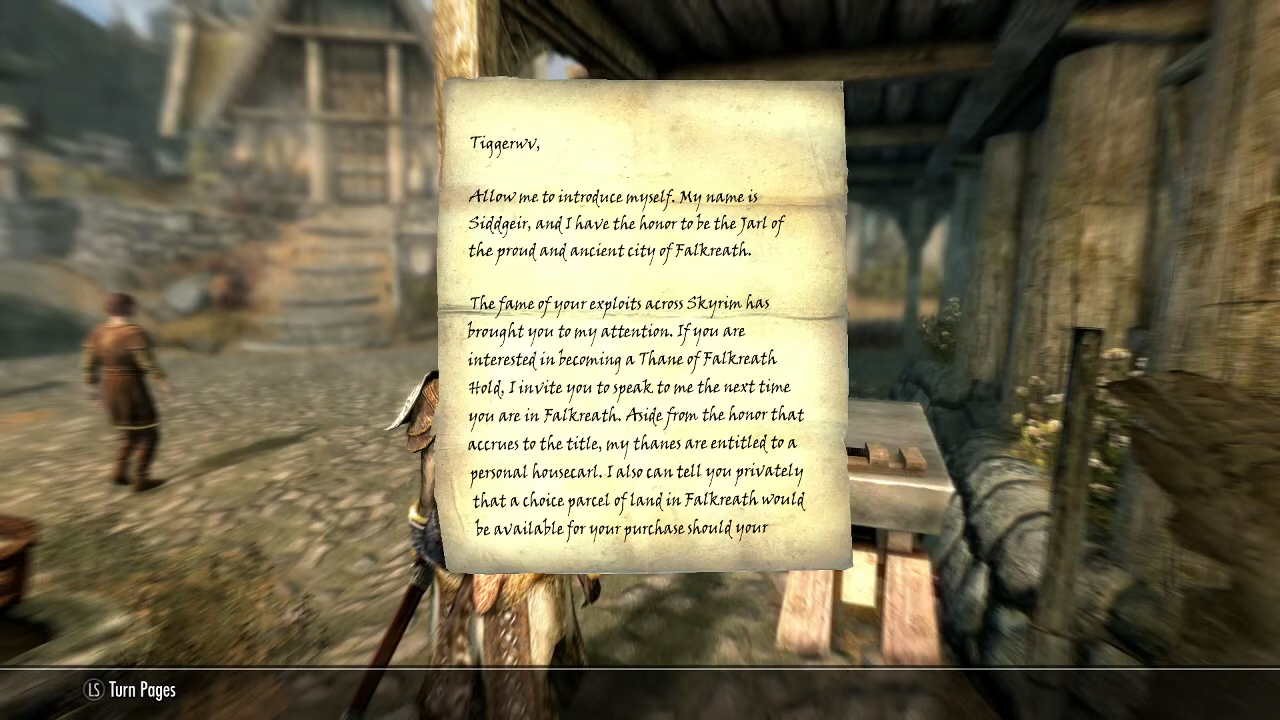 Tiggerwv,
Allow me to introduce myself. My name is
Siddgeir, and I have the honor to be the Jarl of
the proud and ancient city of Falkreath.
The fame of your exploits across Skyrim has
brought you to my attention. If you are
interested in becoming a Thane of Falkreath
Hold, I invite you to speak to me the next time
you are in Falkreath. Aside from the honor that
accrues to the title, my thanes are entitled to a
personal housecarl. I also can tell you privately
that a choice parcel of land in Falkreath would
be available for your purchase should your
LS Turn Pages